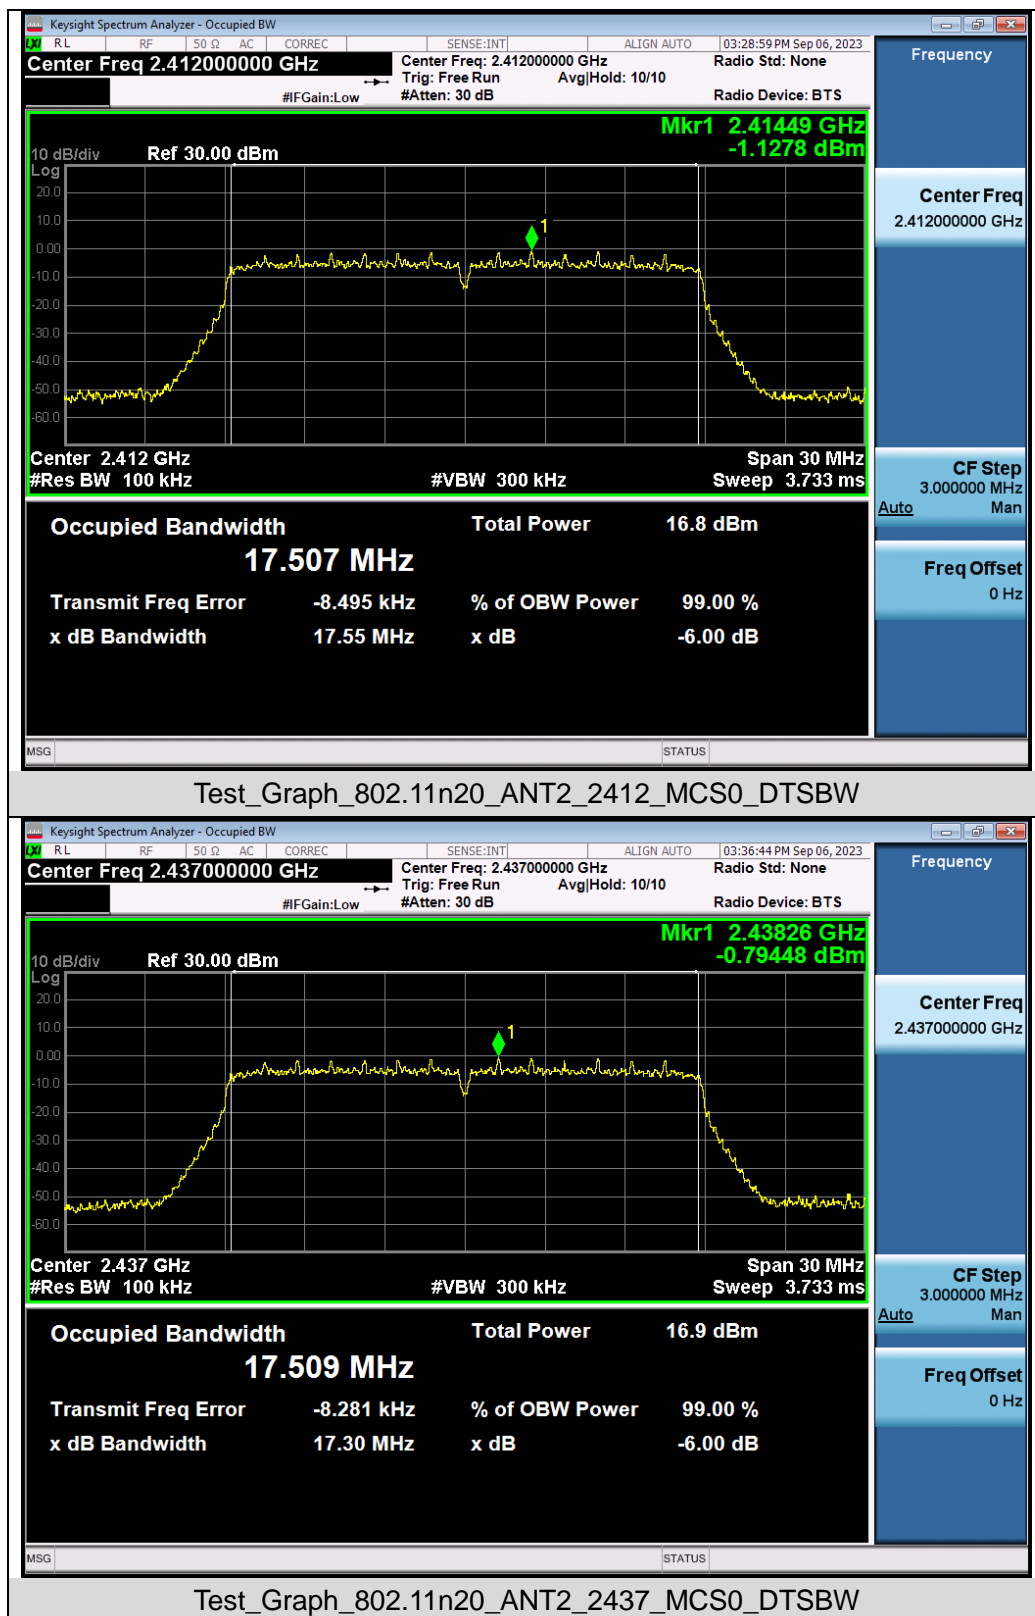 Keysight Spectrum Analyzer - Occupied BW
LXI RL RF 50 Ω AC CORREC SENSE:INT ALIGN AUTO 03:28:59 PM Sep 06, 2023
Center Freq 2.412000000 GHz
Center Freq: 2.412000000 GHz Radio Std: None
Trig: Free Run Avg|Hold: 10/10
#IFGain:Low #Atten: 30 dB Radio Device: BTS
Frequency
Mkr1 2.41449 GHz
-1.1278 dBm
10 dB/div Ref 30.00 dBm
Log
20.0
10.0
0.00
-10.0
-20.0
-30.0
-40.0
-50.0
-60.0
1
Center 2.412 GHz Span 30 MHz
#Res BW 100 kHz #VBW 300 kHz Sweep 3.733 ms
Center Freq
2.412000000 GHz
CF Step
3.000000 MHz
Auto Man
Freq Offset
0 Hz
Occupied Bandwidth Total Power 16.8 dBm
17.507 MHz
Transmit Freq Error -8.495 kHz % of OBW Power 99.00 %
x dB Bandwidth 17.55 MHz x dB -6.00 dB
MSG STATUS
Test_Graph_802.11n20_ANT2_2412_MCS0_DTSBW
Keysight Spectrum Analyzer - Occupied BW
LXI RL RF 50 Ω AC CORREC SENSE:INT ALIGN AUTO 03:36:44 PM Sep 06, 2023
Center Freq 2.437000000 GHz
Center Freq: 2.437000000 GHz Radio Std: None
Trig: Free Run Avg|Hold: 10/10
#IFGain:Low #Atten: 30 dB Radio Device: BTS
Frequency
Mkr1 2.43826 GHz
-0.79448 dBm
10 dB/div Ref 30.00 dBm
Log
20.0
10.0
0.00
-10.0
-20.0
-30.0
-40.0
-50.0
-60.0
1
Center 2.437 GHz Span 30 MHz
#Res BW 100 kHz #VBW 300 kHz Sweep 3.733 ms
Center Freq
2.437000000 GHz
CF Step
3.000000 MHz
Auto Man
Freq Offset
0 Hz
Occupied Bandwidth Total Power 16.9 dBm
17.509 MHz
Transmit Freq Error -8.281 kHz % of OBW Power 99.00 %
x dB Bandwidth 17.30 MHz x dB -6.00 dB
MSG STATUS
Test_Graph_802.11n20_ANT2_2437_MCS0_DTSBW